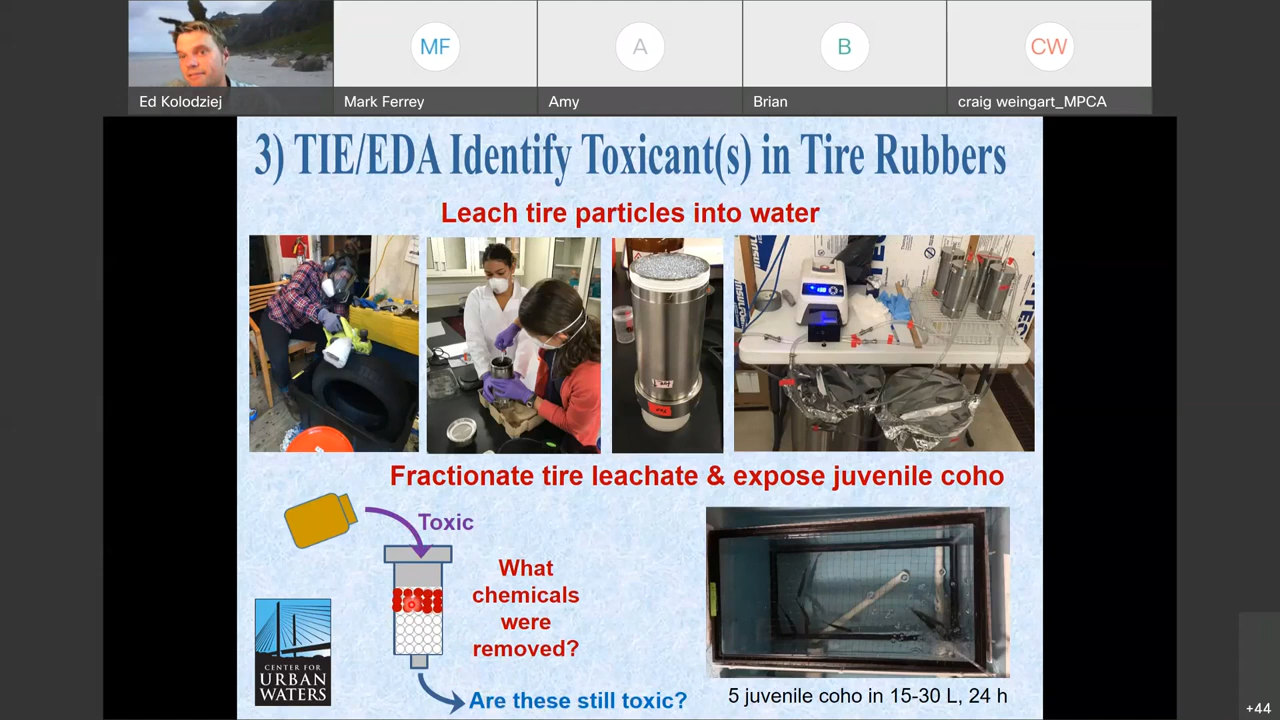 MF
A
B
CW
Ed Kolodziej
Mark Ferrey
Amy
Brian
craig weingart_MPCA
3) TIE/EDA Identify Toxicant(s) in Tire Rubbers
Leach tire particles into water
Fractionate tire leachate & expose juvenile coho
Toxic
What
chemicals
were
removed?
CENTER FOR
URBAN
WATERS
Are these still toxic?
5 juvenile coho in 15-30 L, 24 h
+44